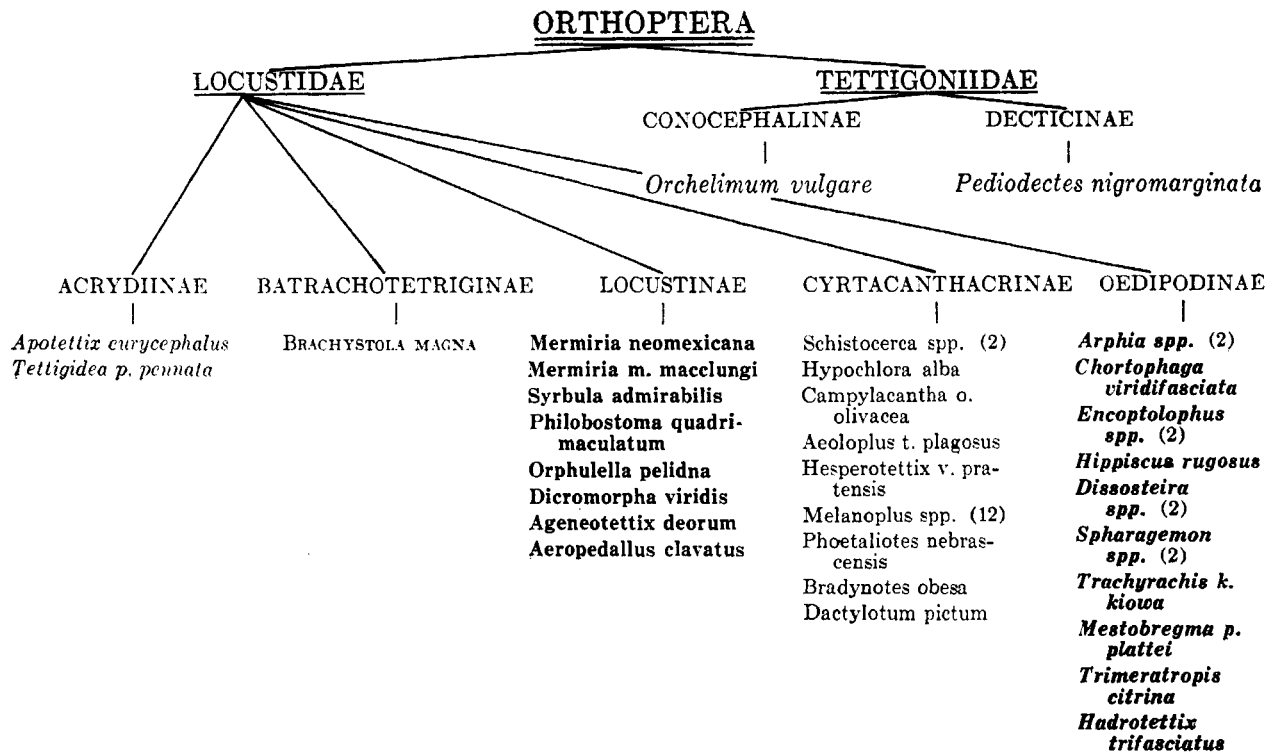 ORTHOPTERA
LOCUSTIDAE
TETTIGONIIDAE
CONOCEPHALINAE
DECTICINAE
Orchelimum vulgare
Pediodectes nigromarginata
ACRYDIINAE
BATRACHOTETRIGINAE
LOCUSTINAE
CYRTACANTHACRINAE
OEDIPODINAE
Apotettix eurycephalus
Tettigidea p. pennata
BRACHYSTOLA MAGNA
Mermiria neomexicana
Mermiria m. macclungi
Syrbula admirabilis
Philobostoma quadri-
maculatum
Orphulella pelidna
Dicromorpha viridis
Ageneotettix deorum
Aeropedallus clavatus
Schistocerca spp. (2)
Hypochlora alba
Campylacantha o.
olivacea
Aeoloplus t. plagosus
Hesperotettix v. pra-
tensis
Melanoplus spp. (12)
Phoetaliotes nebras-
censis
Bradynotes obesa
Dactylotum pictum
Arphia spp. (2)
Chortophaga
viridifasciata
Encoptolophus
spp. (2)
Hippiscus rugosus
Dissosteira
spp. (2)
Spharagemon
spp. (2)
Trachyrachis k.
kiowa
Mestobregma p.
plattei
Trimeratropis
citrina
Hadrotettix
trifasciatus